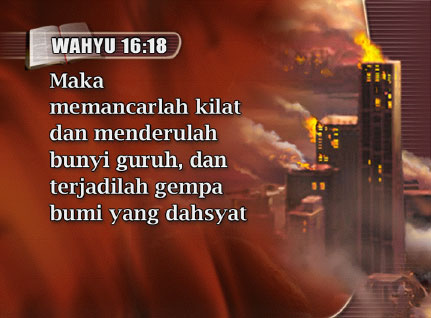 WAHYU 16:18
Maka
memancarlah kilat
dan menderulah
bunyi guruh, dan
terjadilah gempa
bumi yang dahsyat